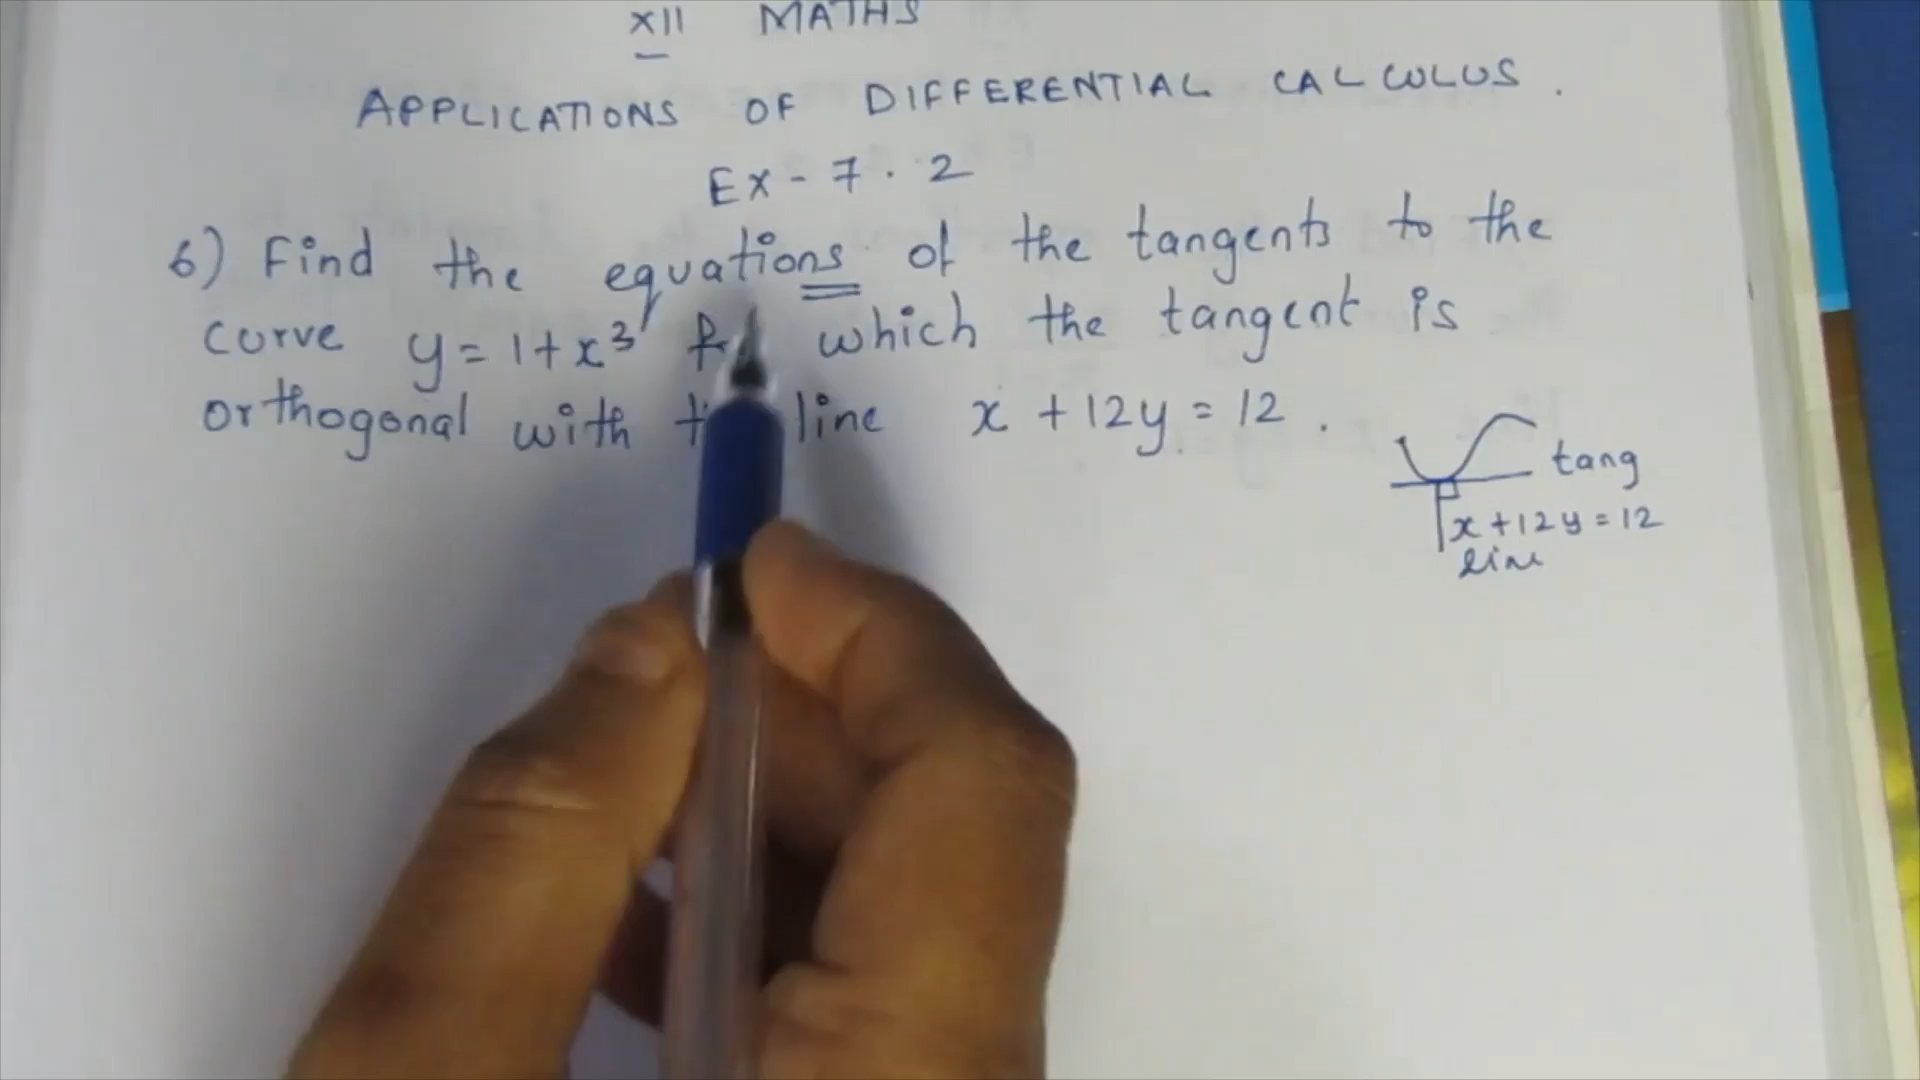 XII MATHS
APPLICATIONS OF DIFFERENTIAL CALCULUS.
Ex - 7.2
6) Find the equations of the tangents to the
curve y = 1 + x³ which the tangent is
orthogonal with line x + 12y = 12.
tang
x + 12y = 12
line